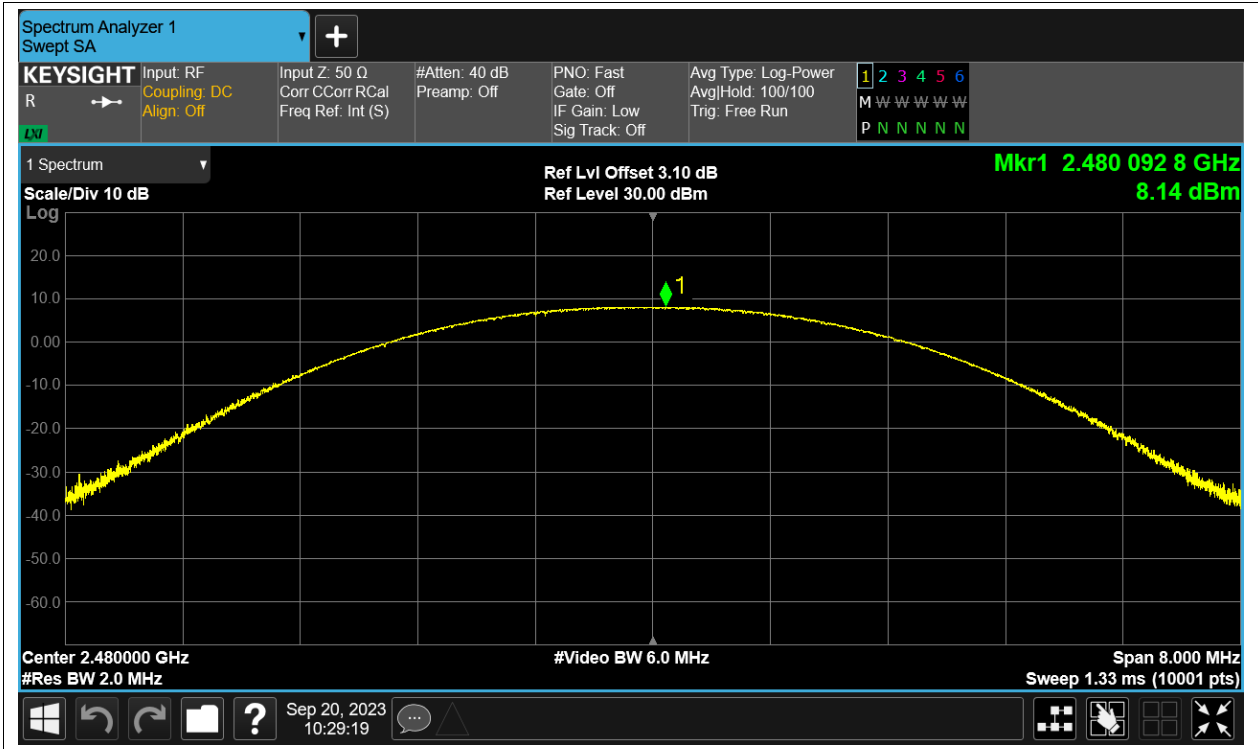 Spectrum Analyzer 1
Swept SA
KEYSIGHT
R
LXI
Input: RF
Coupling: DC
Align: Off
Input Z: 50 Ω
Corr CCorr RCal
Freq Ref: Int (S)
#Atten: 40 dB
Preamp: Off
PNO: Fast
Gate: Off
IF Gain: Low
Sig Track: Off
Avg Type: Log-Power
Avg|Hold: 100/100
Trig: Free Run
1 2 3 4 5 6
M W W W W W
P N N N N N
1 Spectrum
Scale/Div 10 dB
Ref Lvl Offset 3.10 dB
Ref Level 30.00 dBm
Mkr1 2.480 092 8 GHz
8.14 dBm
Log
20.0
10.0
0.00
-10.0
-20.0
-30.0
-40.0
-50.0
-60.0
1
Center 2.480000 GHz
#Res BW 2.0 MHz
#Video BW 6.0 MHz
Span 8.000 MHz
Sweep 1.33 ms (10001 pts)
?
Sep 20, 2023
10:29:19